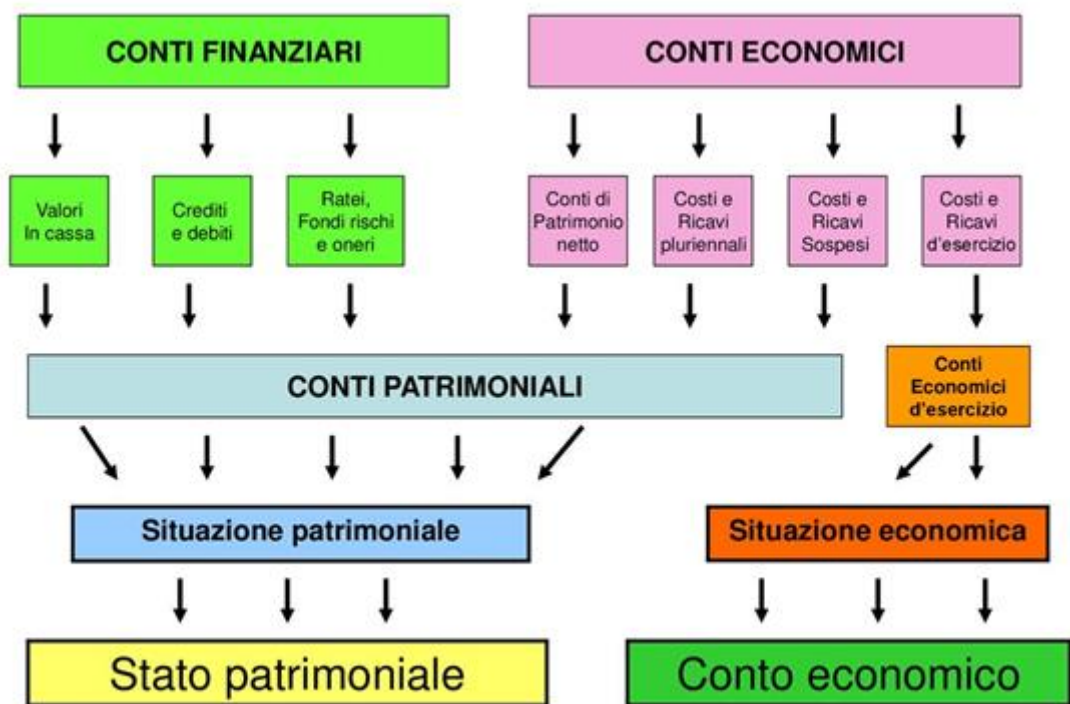 CONTI FINANZIARI
CONTI ECONOMICI
Valori
In cassa
Crediti
e debiti
Ratei,
Fondi rischi
e oneri
Conti di
Patrimonio
netto
Costi e
Ricavi
pluriennali
Costi e
Ricavi
Sospesi
Costi e
Ricavi
d'esercizio
CONTI PATRIMONIALI
Conti
Economici
d'esercizio
Situazione patrimoniale
Situazione economica
Stato patrimoniale
Conto economico